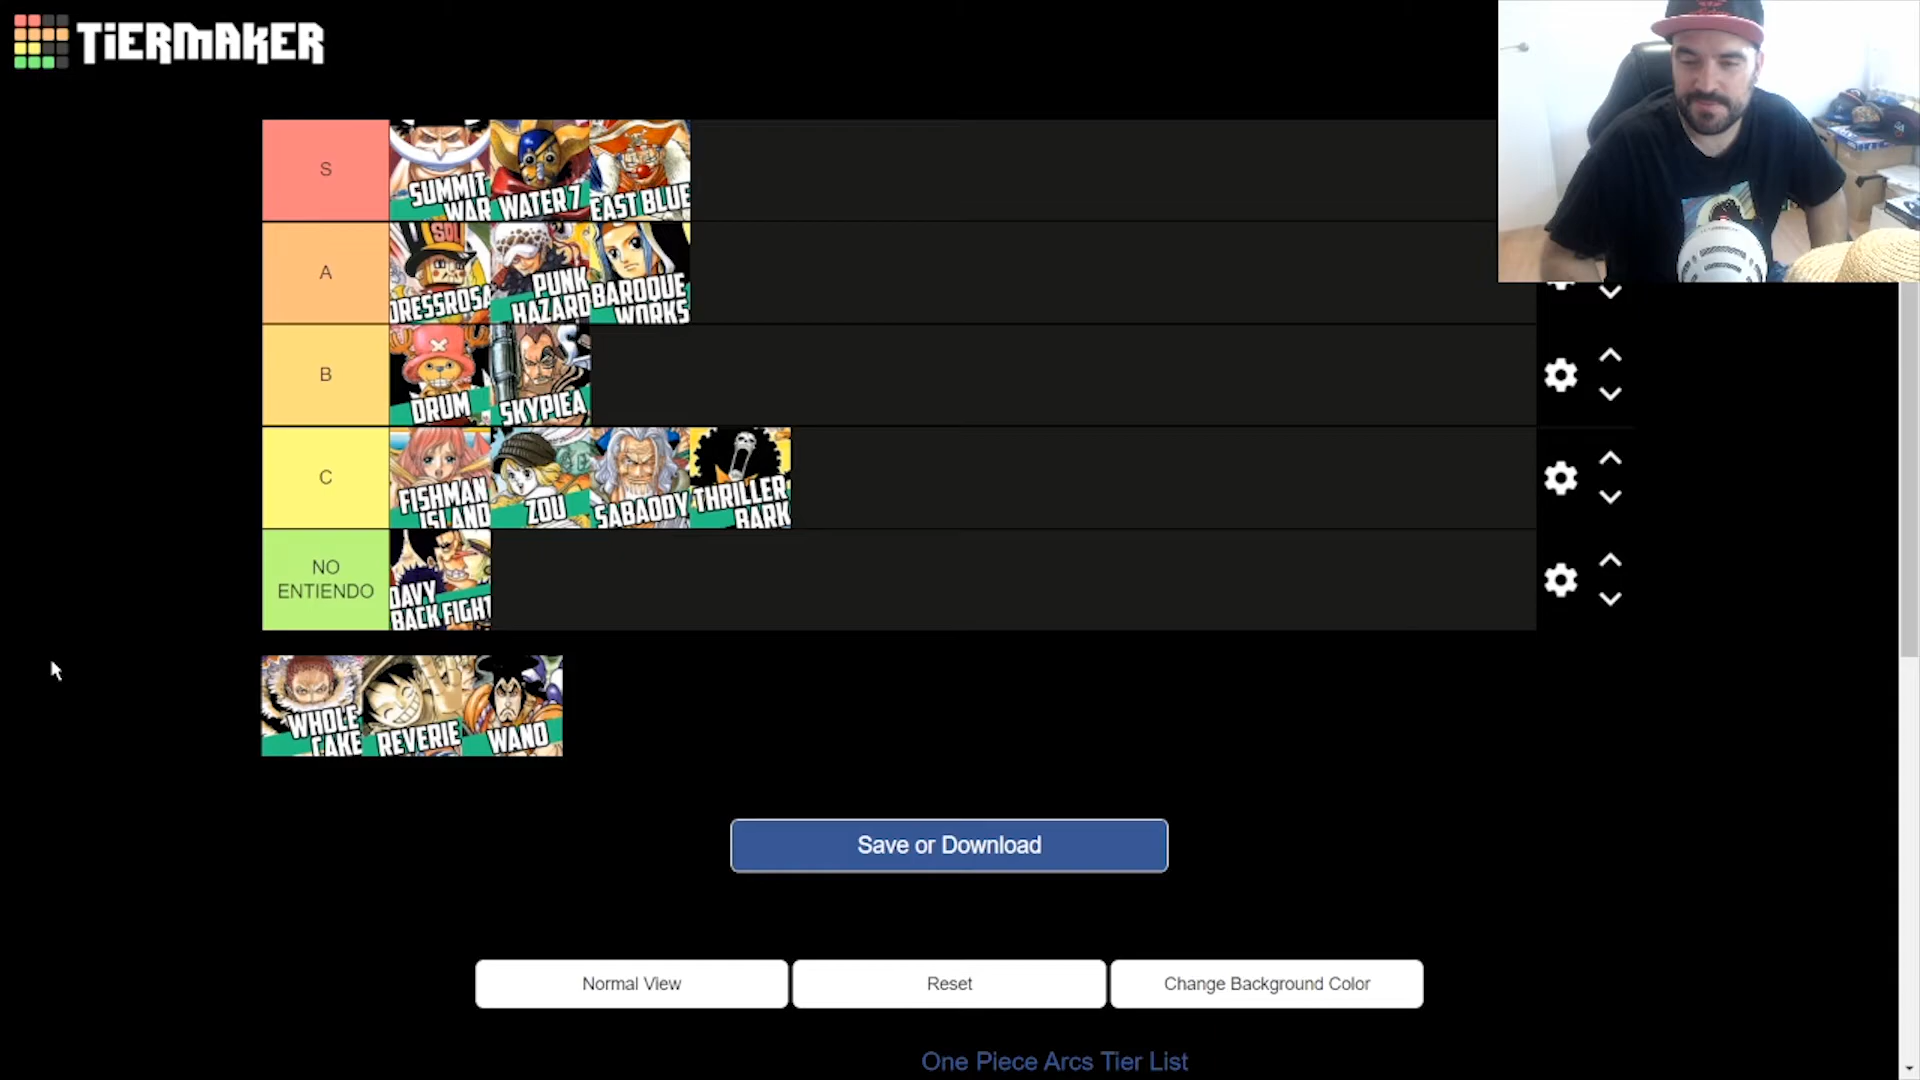 TiERMAKER
S
SUMMIT
WAR
WATER 7
EAST BLUE
A
SOL
DRESSROSA
PUNK
HAZARD
BAROQUE
WORKS
B
DRUM
SKYPIEA
C
FISHMAN
ISLAND
ZOU
SABAODY
THRILLER
BARK
NO
ENTIENDO
DAVY
BACK FIGHT
WHOLE
CAKE
REVERIE
WANO
Save or Download
Normal View
Reset
Change Background Color
One Piece Arcs Tier List